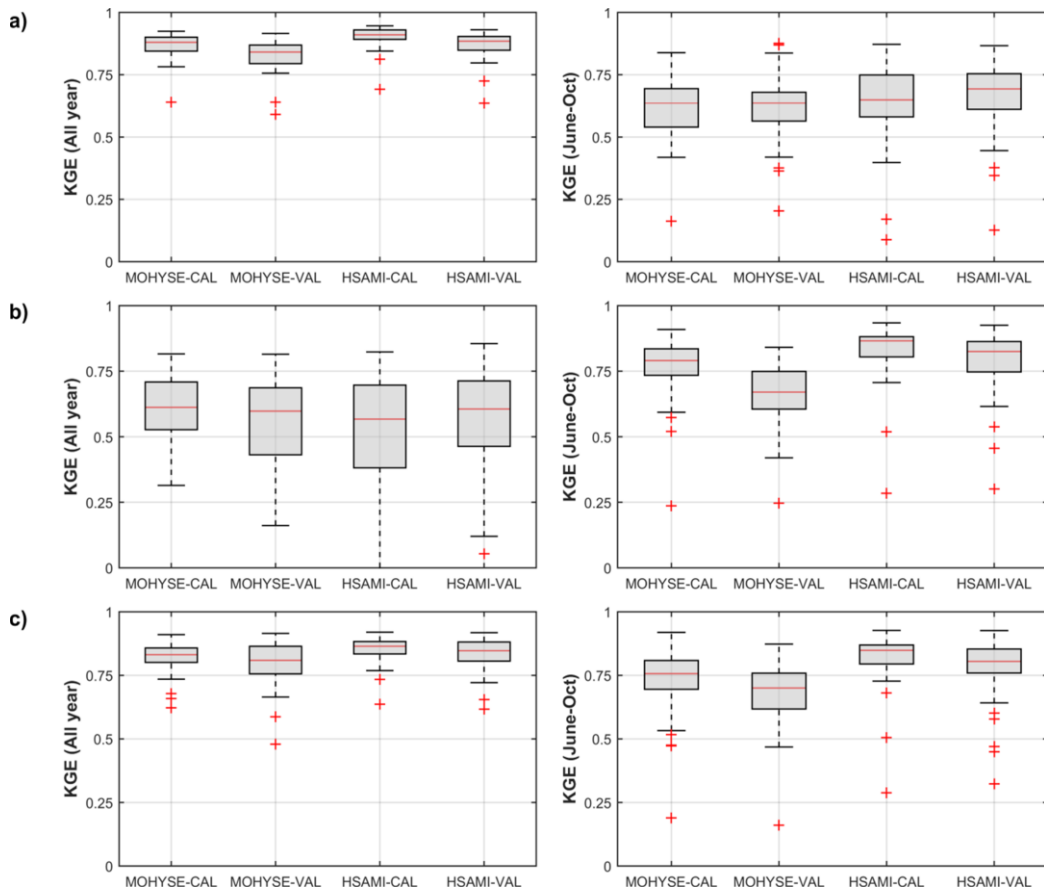 a)
KGE (All year)
1
0.75
0.5
0.25
0
MOHYSE-CAL MOHYSE-VAL HSAMI-CAL HSAMI-VAL
KGE (June-Oct)
1
0.75
0.5
0.25
0
MOHYSE-CAL MOHYSE-VAL HSAMI-CAL HSAMI-VAL
b)
KGE (All year)
1
0.75
0.5
0.25
0
MOHYSE-CAL MOHYSE-VAL HSAMI-CAL HSAMI-VAL
KGE (June-Oct)
1
0.75
0.5
0.25
0
MOHYSE-CAL MOHYSE-VAL HSAMI-CAL HSAMI-VAL
c)
KGE (All year)
1
0.75
0.5
0.25
0
MOHYSE-CAL MOHYSE-VAL HSAMI-CAL HSAMI-VAL
KGE (June-Oct)
1
0.75
0.5
0.25
0
MOHYSE-CAL MOHYSE-VAL HSAMI-CAL HSAMI-VAL